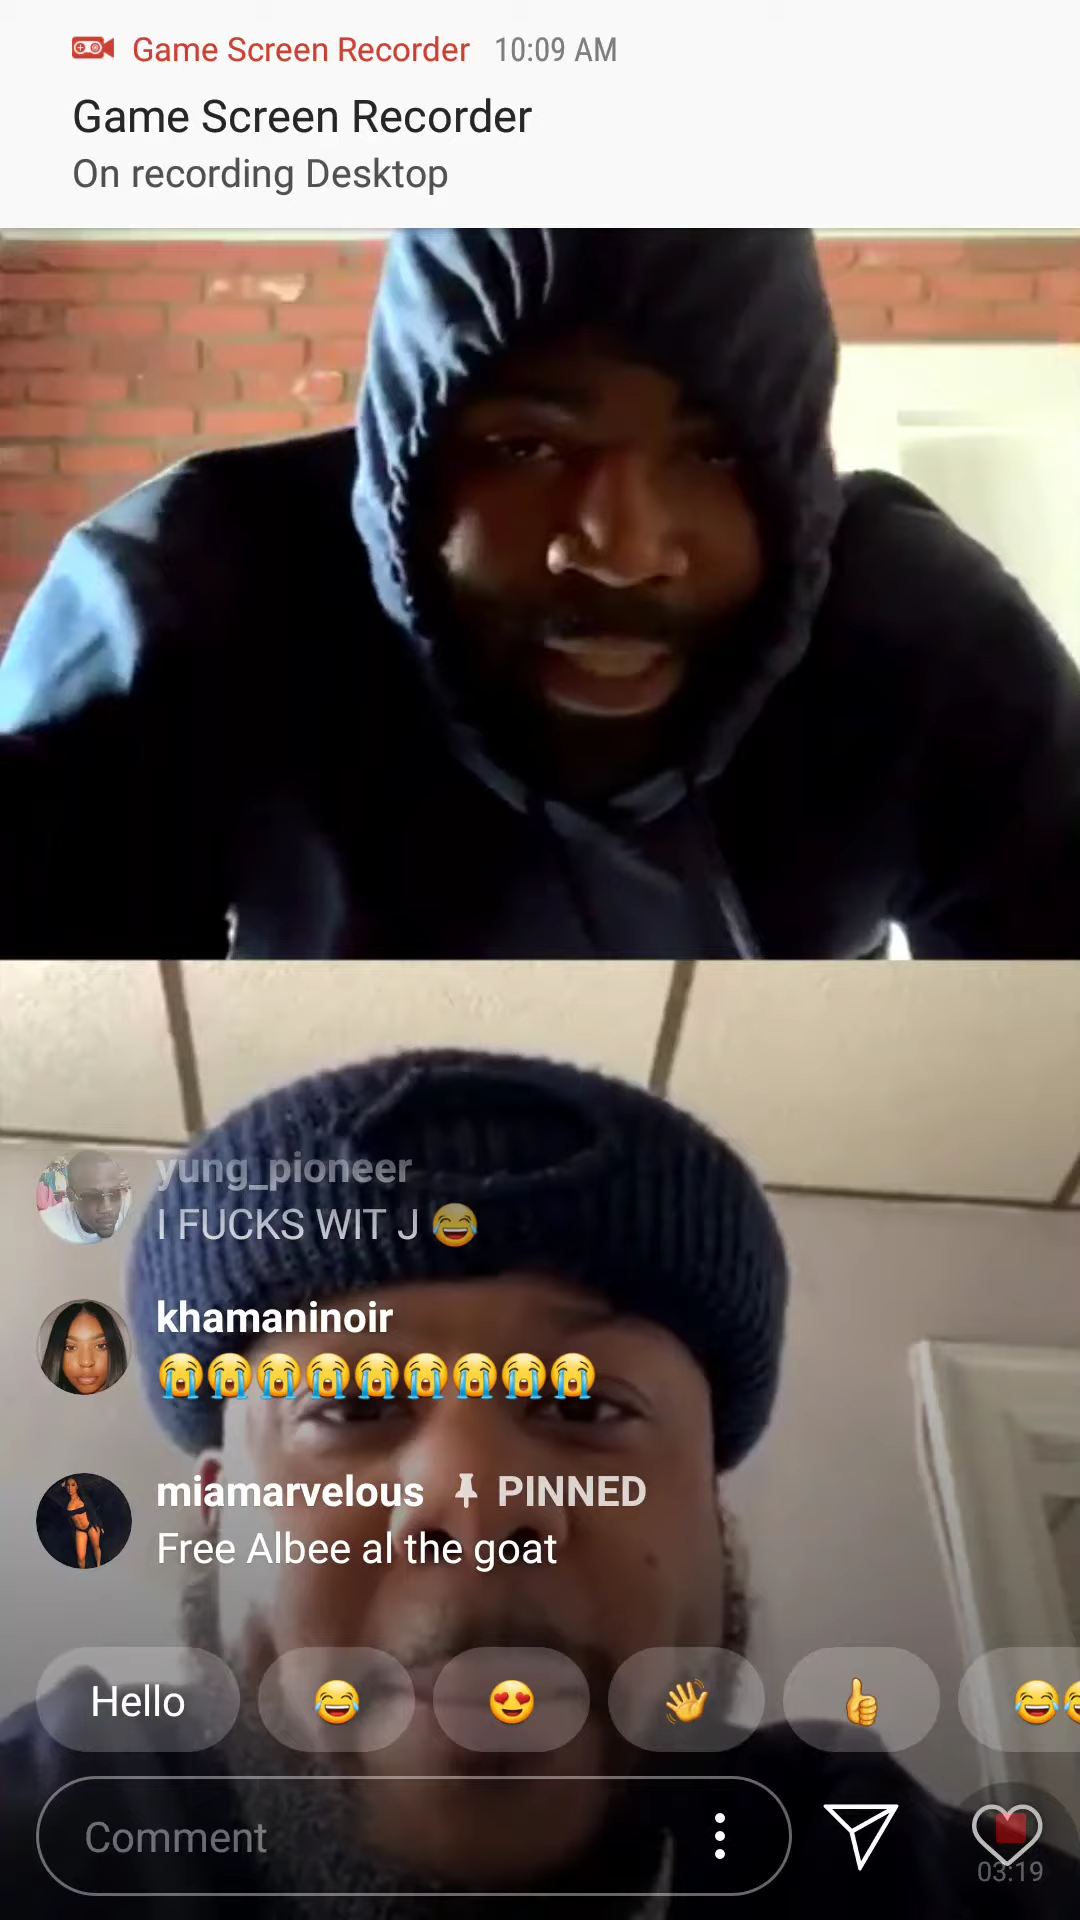 Game Screen Recorder 10:09 AM
Game Screen Recorder
On recording Desktop
yung_pioneer
I FUCKS WIT J 😂
khamaninoir
😭😭😭😭😭😭😭😭😭
miamarvelous PINNED
Free Albee al the goat
Hello 😂 😍 👋 👍 😂😂
Comment
03:19